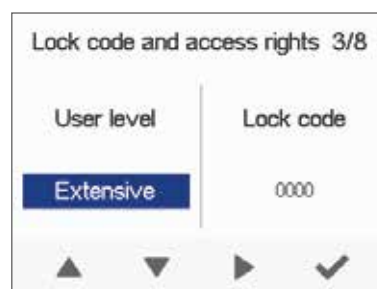 Lock code and access rights 3/8
User level Lock code
Extensive 0000